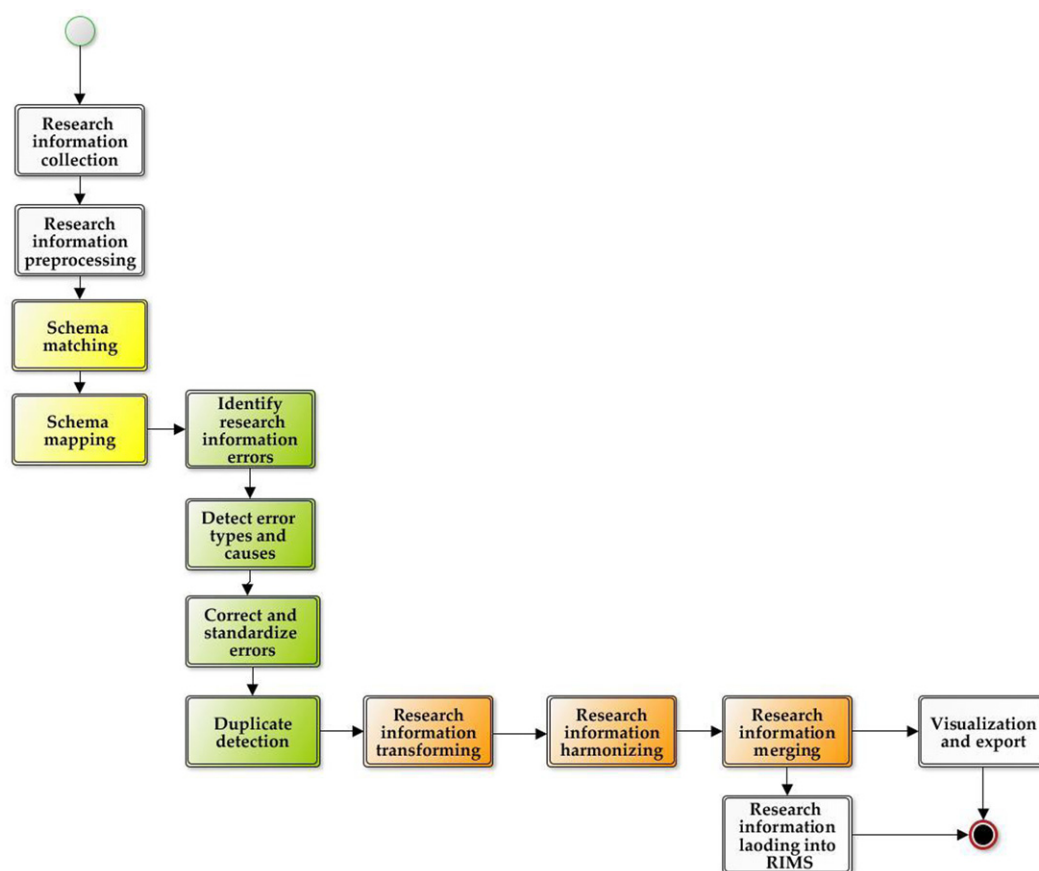 Research
information
collection
Research
information
preprocessing
Schema
matching
Schema
mapping
Identify
research
information
errors
Detect error
types and
causes
Correct and
standardize
errors
Duplicate
detection
Research
information
transforming
Research
information
harmonizing
Research
information
merging
Visualization
and export
Research
information
laoding into
RIMS